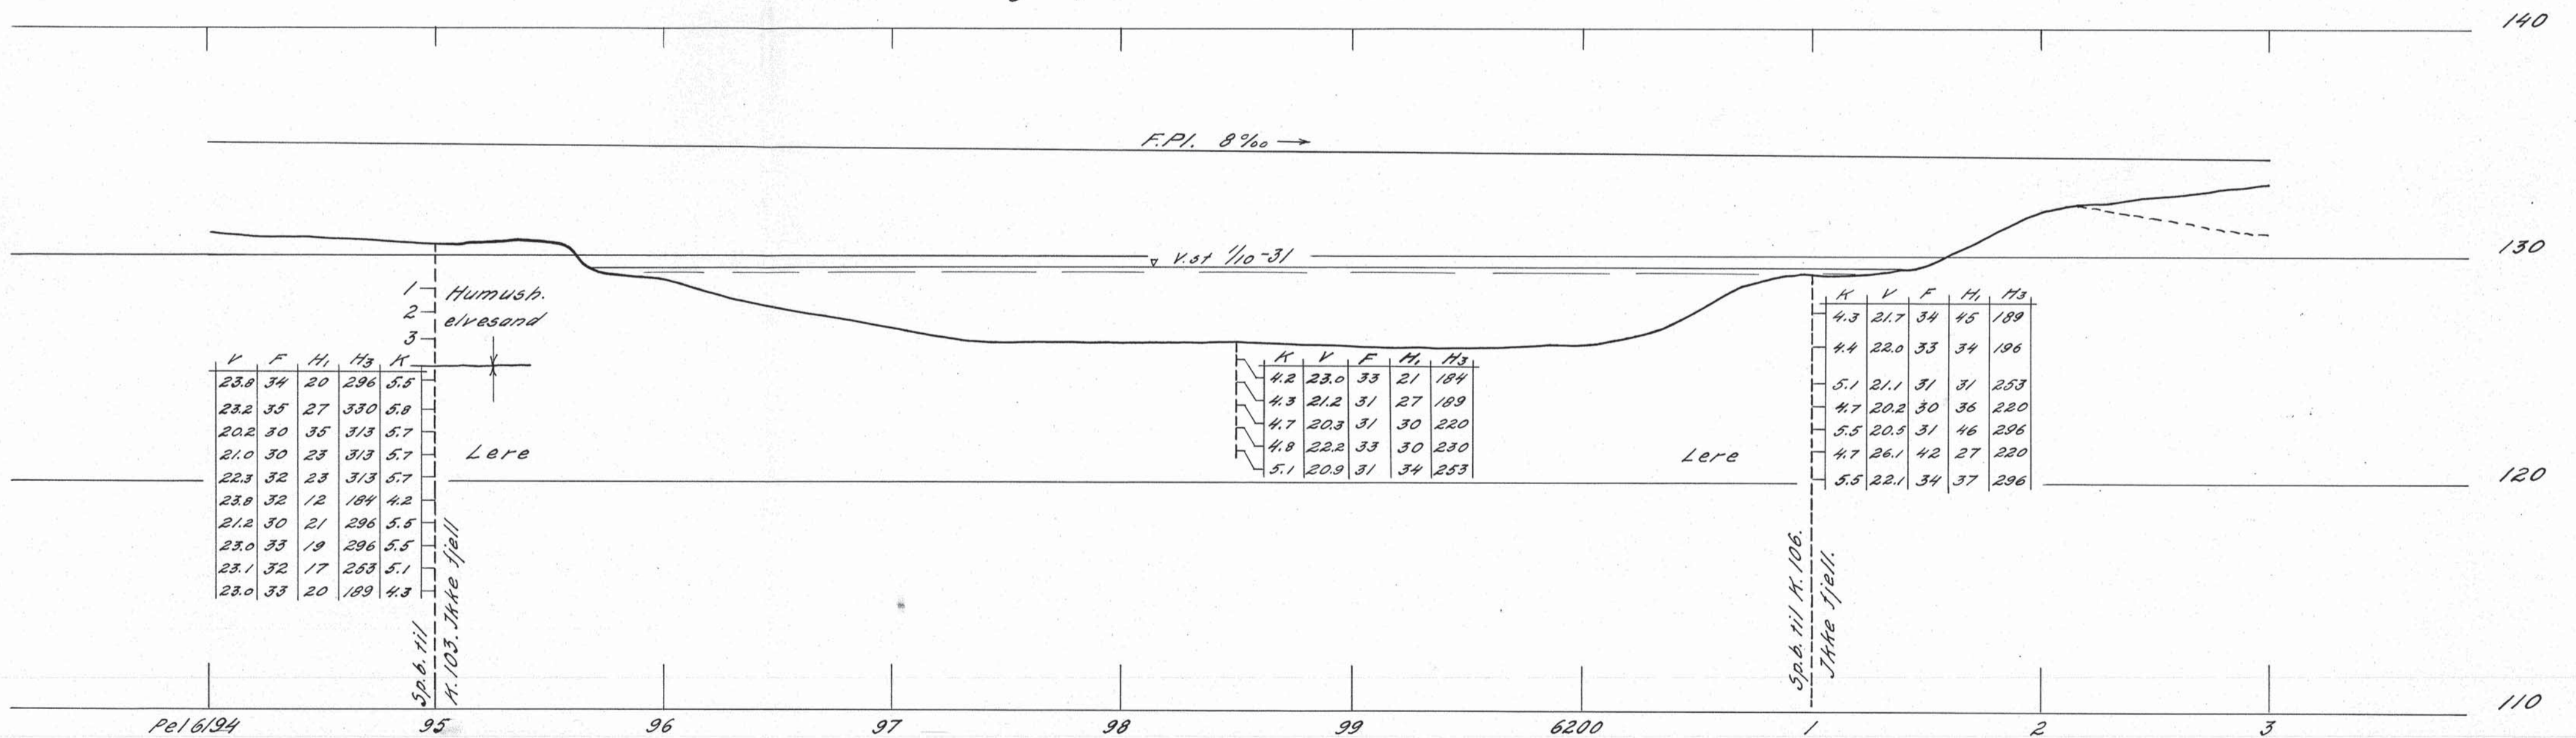 140
F.Pl. 8‰ →
130
V.st 1/10-31
1
2
3
Humush.
elvesand
V F H₁ H₃ K
23.8 34 20 296 5.5
23.2 35 27 330 5.8
20.2 30 35 313 5.7
21.0 30 23 313 5.7
22.3 32 23 313 5.7
23.8 32 12 184 4.2
21.2 30 21 296 5.5
23.0 33 19 296 5.5
23.1 32 17 253 5.1
23.0 33 20 189 4.3
Lere
K V F H₁ H₃
4.2 23.0 33 21 184
4.3 21.2 31 27 189
4.7 20.3 31 30 220
4.8 22.2 33 30 230
5.1 20.9 31 34 253
Lere
K V F H₁ H₃
4.3 21.7 34 45 189
4.4 22.0 33 34 196
5.1 21.1 31 31 253
4.7 20.2 30 36 220
5.5 20.5 31 46 296
4.7 26.1 42 27 220
5.5 22.1 34 37 296
120
Sp.b. til
K.103. Ikke fjell
Sp.b. til K.106.
Ikke fjell.
110
Pel 6194 95 96 97 98 99 6200 1 2 3